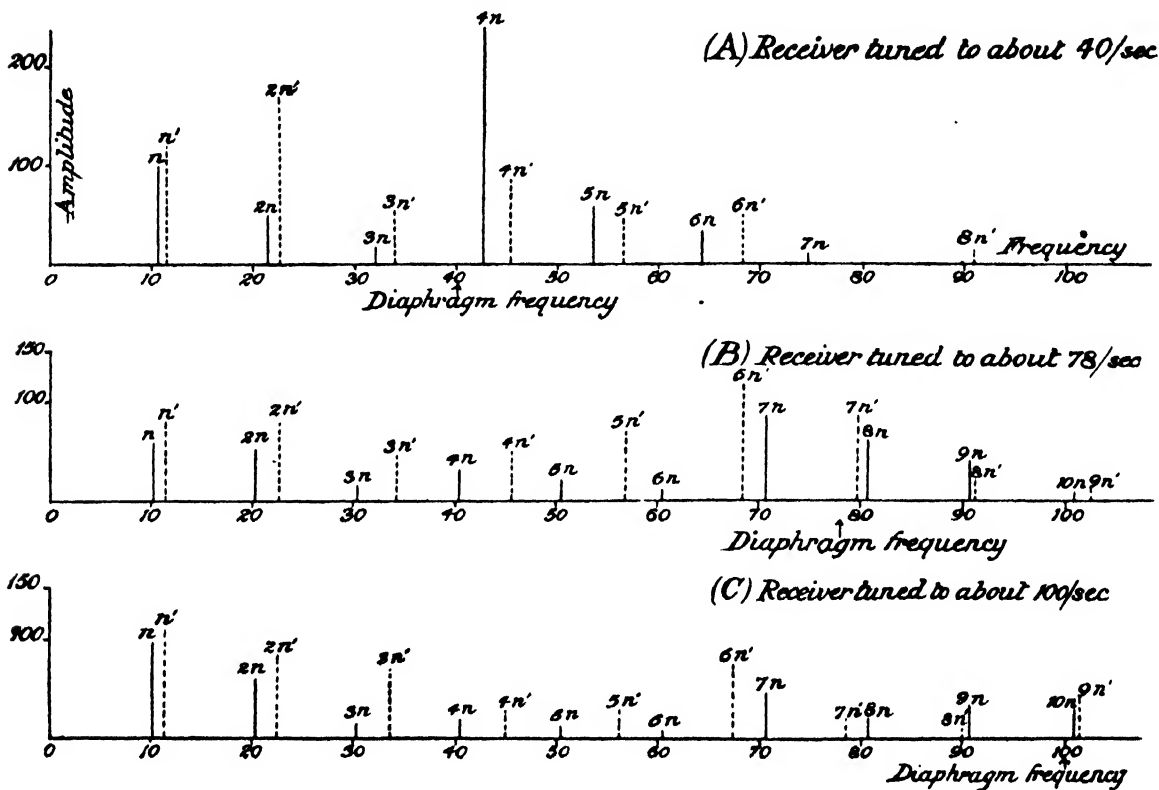 (A) Receiver tuned to about 40/sec
Amplitude
200
100
n n' 2n 2n' 3n 3n' 4n 4n' 5n 5n' 6n 6n' 7n 8n'
Frequency
0 10 20 30 40 50 60 70 80 90 100
Diaphragm frequency
(B) Receiver tuned to about 78/sec
150
100
n n' 2n 2n' 3n 3n' 4n 4n' 5n 5n' 6n 6n' 7n 7n' 8n 9n 8n' 10n 9n'
0 10 20 30 40 50 60 70 80 90 100
Diaphragm frequency
(C) Receiver tuned to about 100/sec
150
100
n n' 2n 2n' 3n 3n' 4n 4n' 5n 5n' 6n 6n' 7n 7n' 8n 8n' 9n 10n 9n'
0 10 20 30 40 50 60 70 80 90 100
Diaphragm frequency